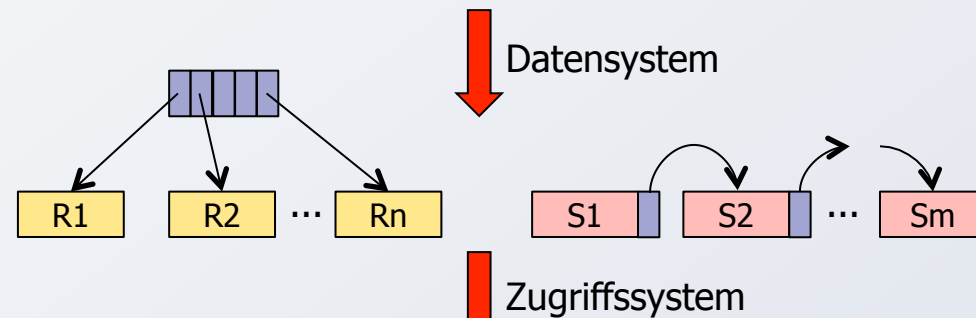 Datensystem
R1 R2 ... Rn S1 S2 ... Sm
Zugriffssystem